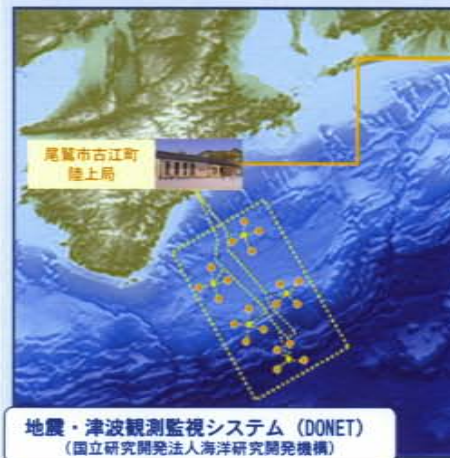 尾鷲市古江町
陸上局
地震・津波観測監視システム（DONET）
（国立研究開発法人海洋研究開発機構）